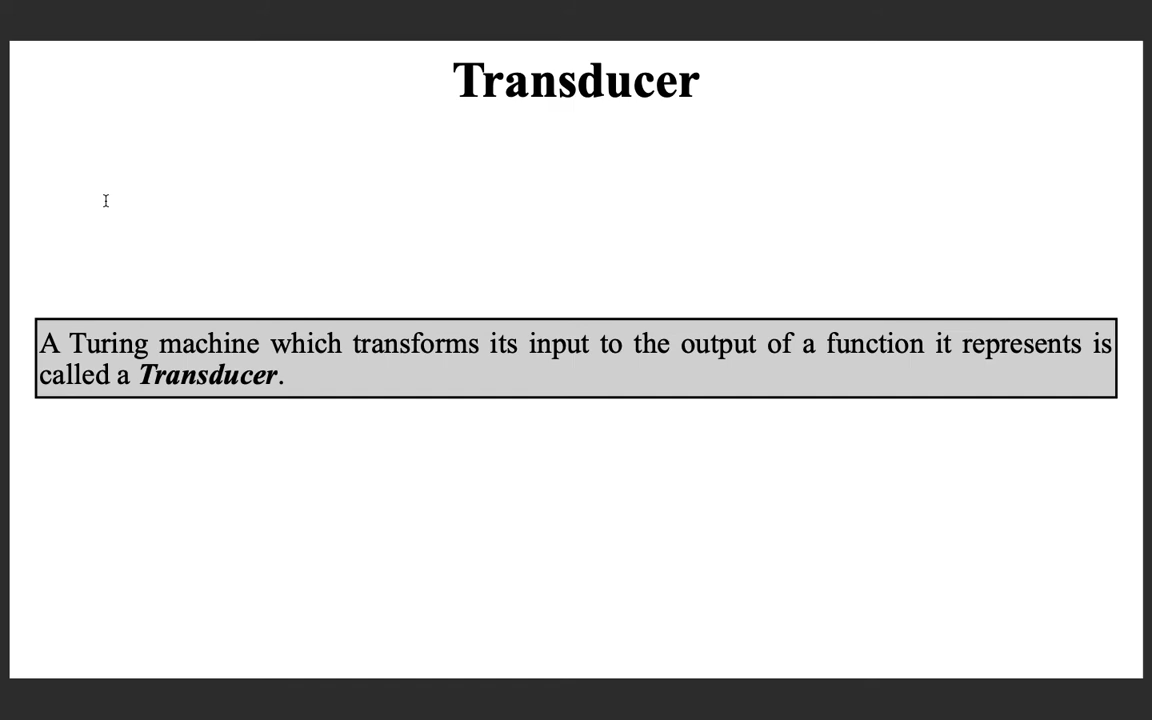 Transducer
A Turing machine which transforms its input to the output of a function it represents is
called a Transducer.